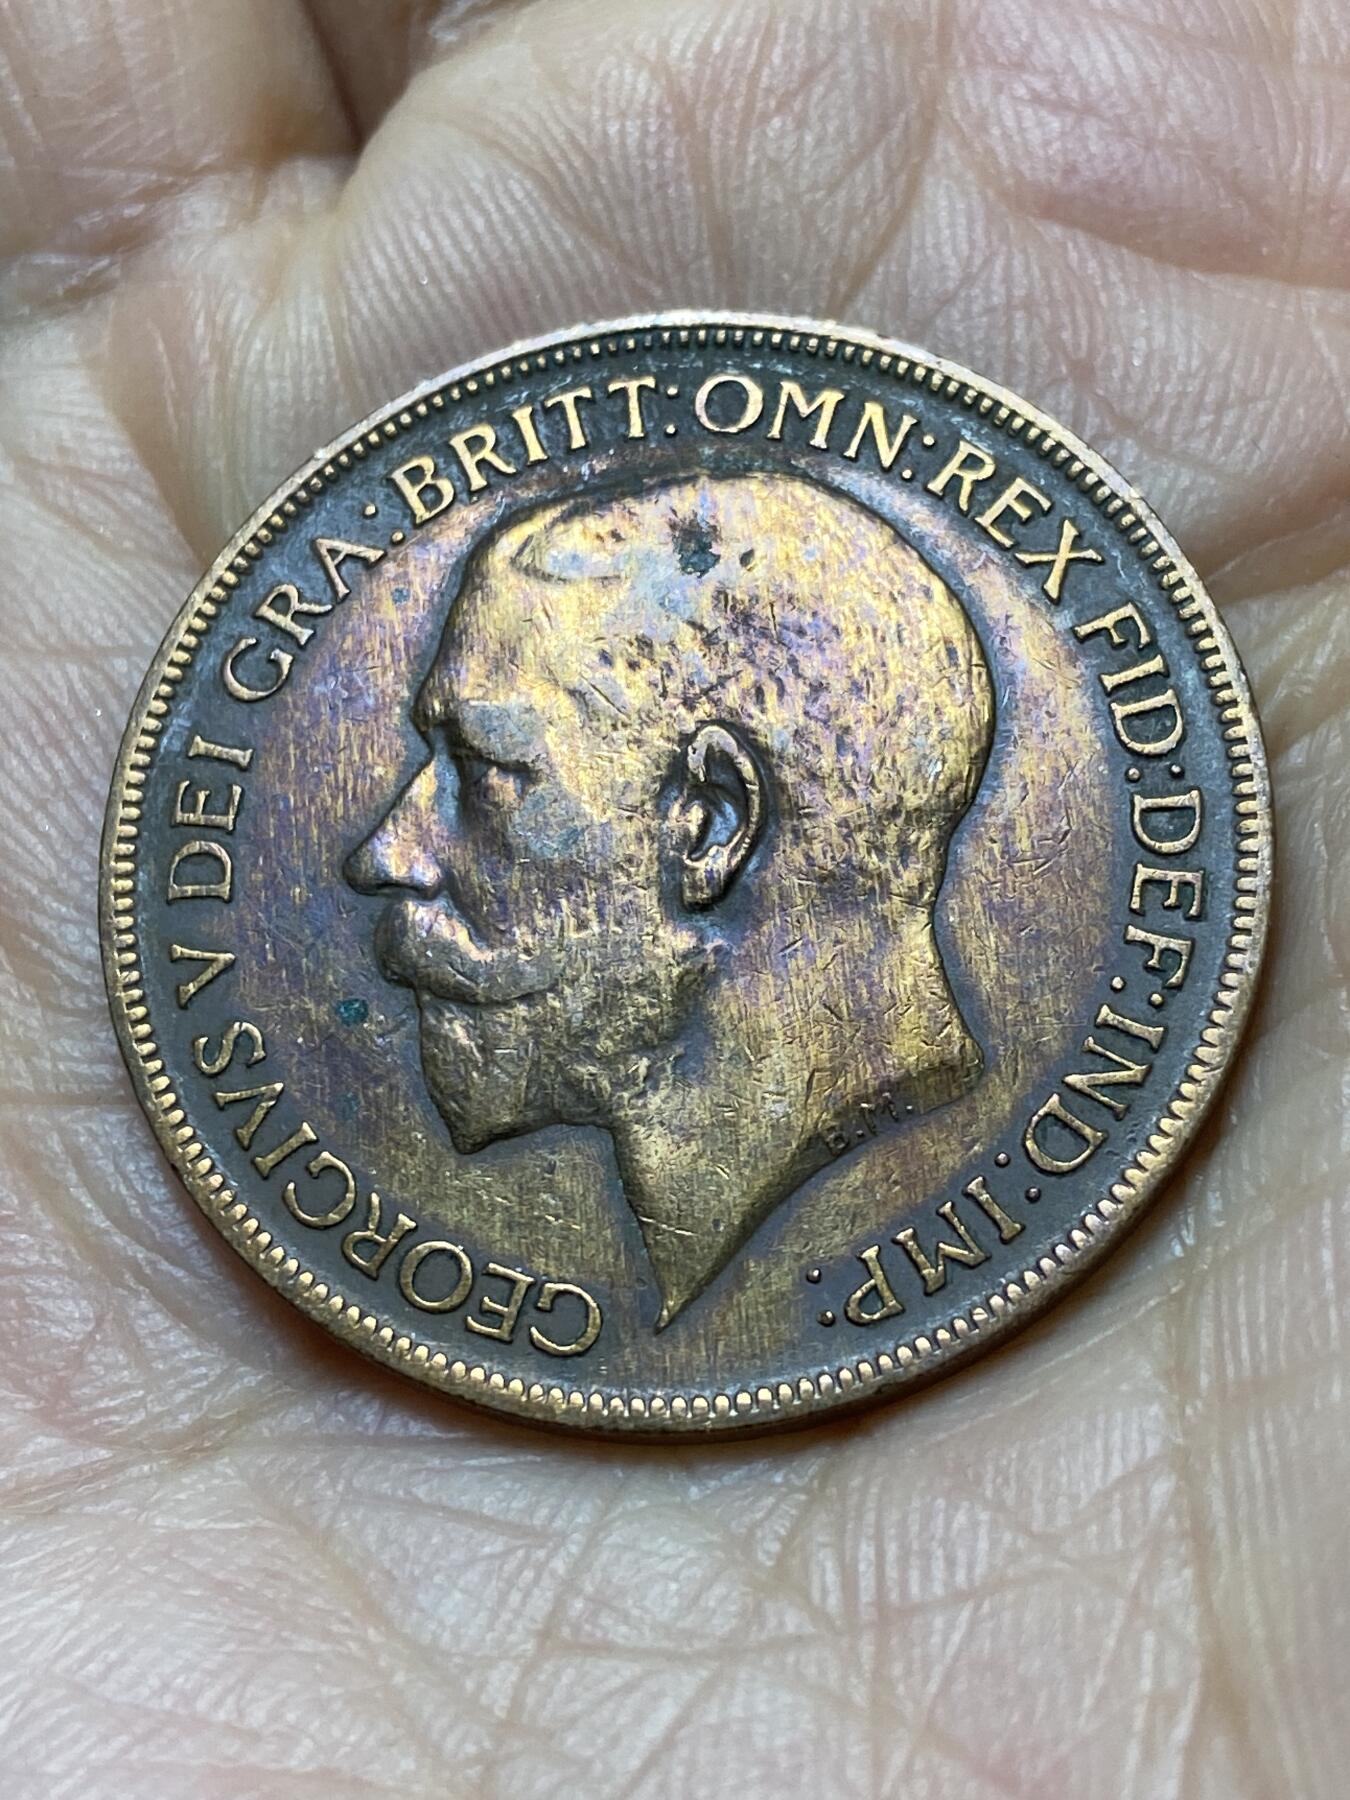 GEORGIVS V DEI GRA: BRITT: OMN: REX FID: DEF: IND: IMP:
B.M.